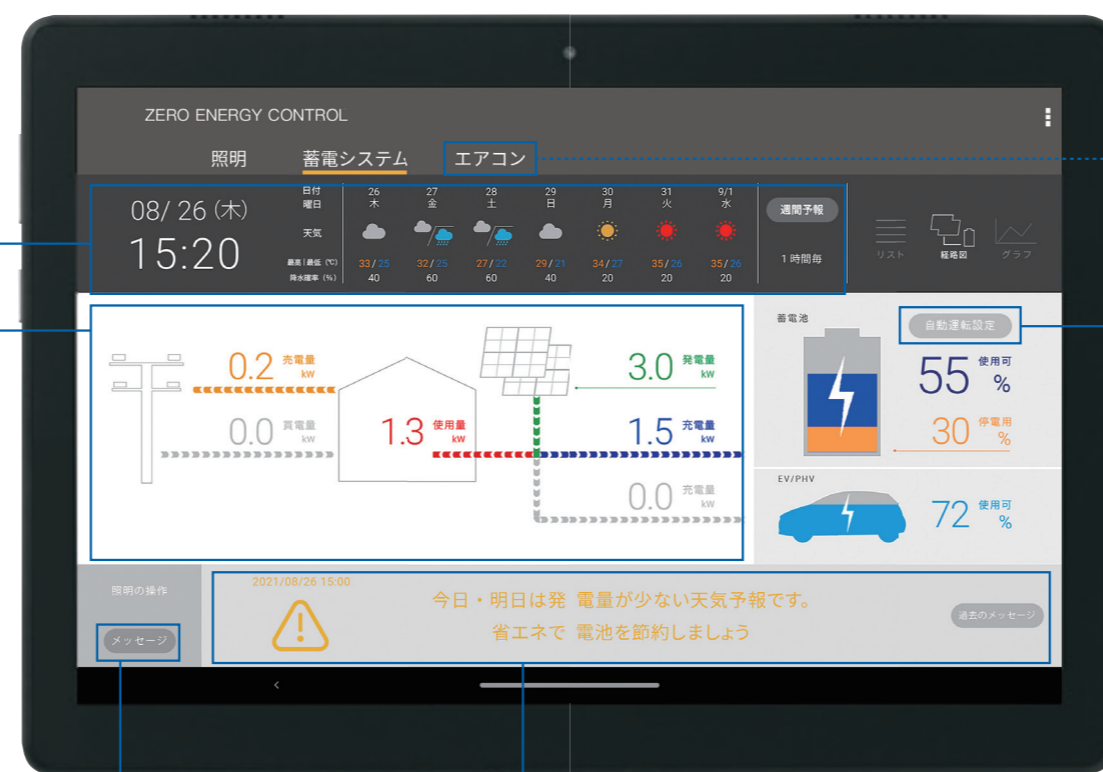 ZERO ENERGY CONTROL
照明 蓄電システム エアコン
08/ 26 (木)
15:20
日付 26 27 28 29 30 31 9/1
曜日 木 金 土 日 月 火 水
天気
最高|最低 (℃) 33/25 32/25 27/22 29/21 34/27 35/26 35/26
降水確率 (%) 40 60 60 40 20 20 20
週間予報
1時間毎
リスト 経路図 グラフ
0.2 充電量 kW
0.0 買電量 kW
1.3 使用量 kW
3.0 発電量 kW
1.5 充電量 kW
0.0 充電量 kW
蓄電池
自動運転設定
55 使用可 %
30 停電用 %
EV/PHV
72 使用可 %
照明の操作
メッセージ
2021/08/26 15:00
今日・明日は発 電量が少ない天気予報です。
省エネで 電池を節約しましょう
過去のメッセージ